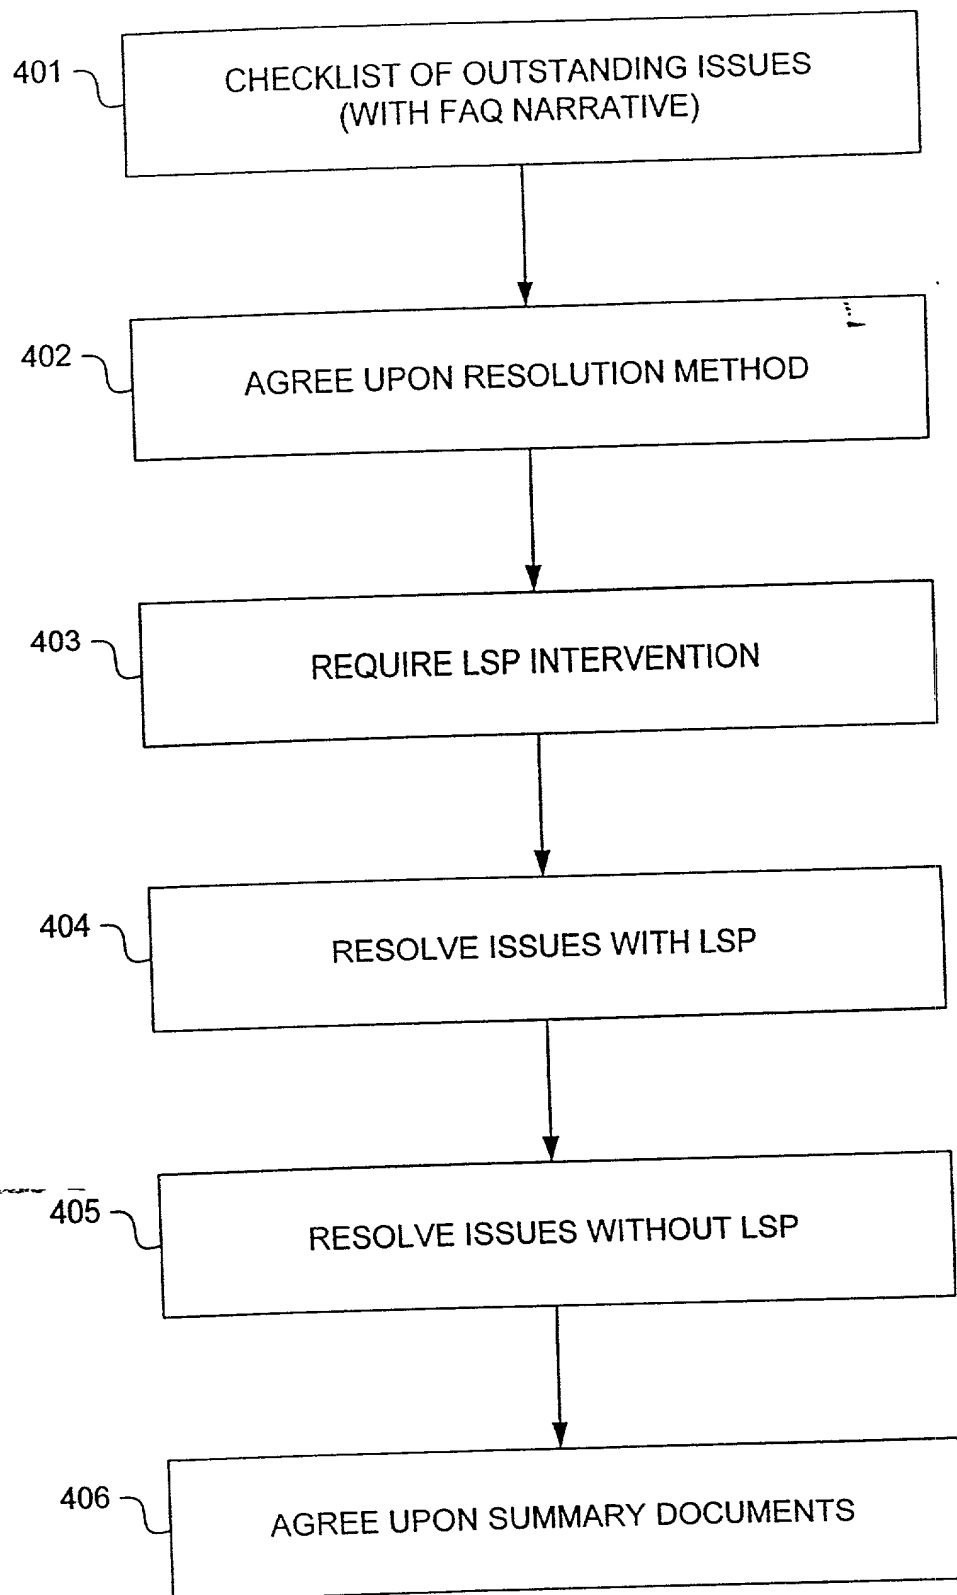 401
CHECKLIST OF OUTSTANDING ISSUES
(WITH FAQ NARRATIVE)
402
AGREE UPON RESOLUTION METHOD
403
REQUIRE LSP INTERVENTION
404
RESOLVE ISSUES WITH LSP
405
RESOLVE ISSUES WITHOUT LSP
406
AGREE UPON SUMMARY DOCUMENTS